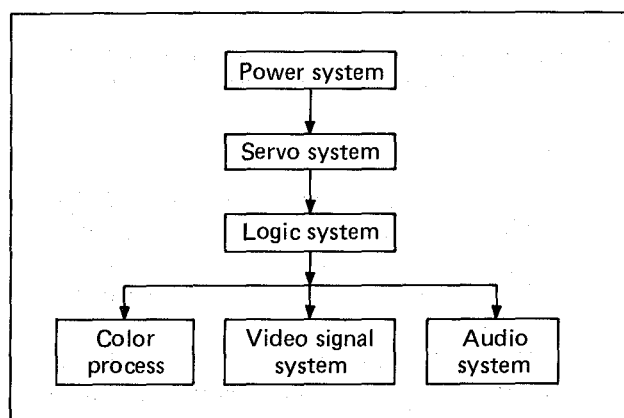 Power system
Servo system
Logic system
Color
process
Video signal
system
Audio
system